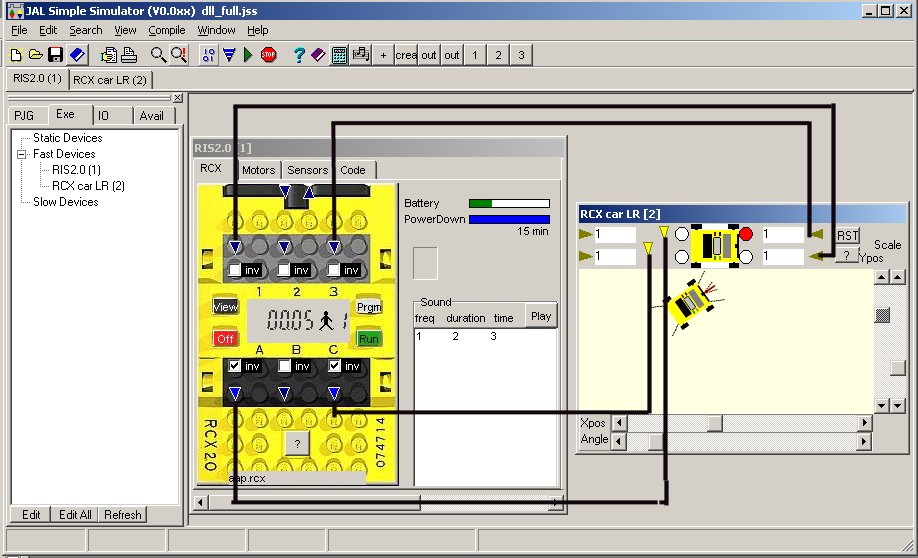 JAL Simple Simulator (V0.0xx) dll_full.jss
File Edit Search View Compile Window Help
+ crea out out 1 2 3
RIS2.0 (1) RCX car LR (2)
PJG Exe IO Avail
Static Devices
Fast Devices
RIS2.0 (1)
RCX car LR (2)
Slow Devices
Edit Edit All Refresh
RIS2.0 [1]
RCX Motors Sensors Code
inv inv inv
1 2 3
View Prgm
00.05 1
Off Run
A B C
inv inv inv
RCX2.0
074714
?
aap.rcx
Battery
PowerDown
15 min
Sound
freq duration time Play
1 2 3
RCX car LR [2]
1 1 RST
1 1 ?
Scale
Ypos
Xpos
Angle